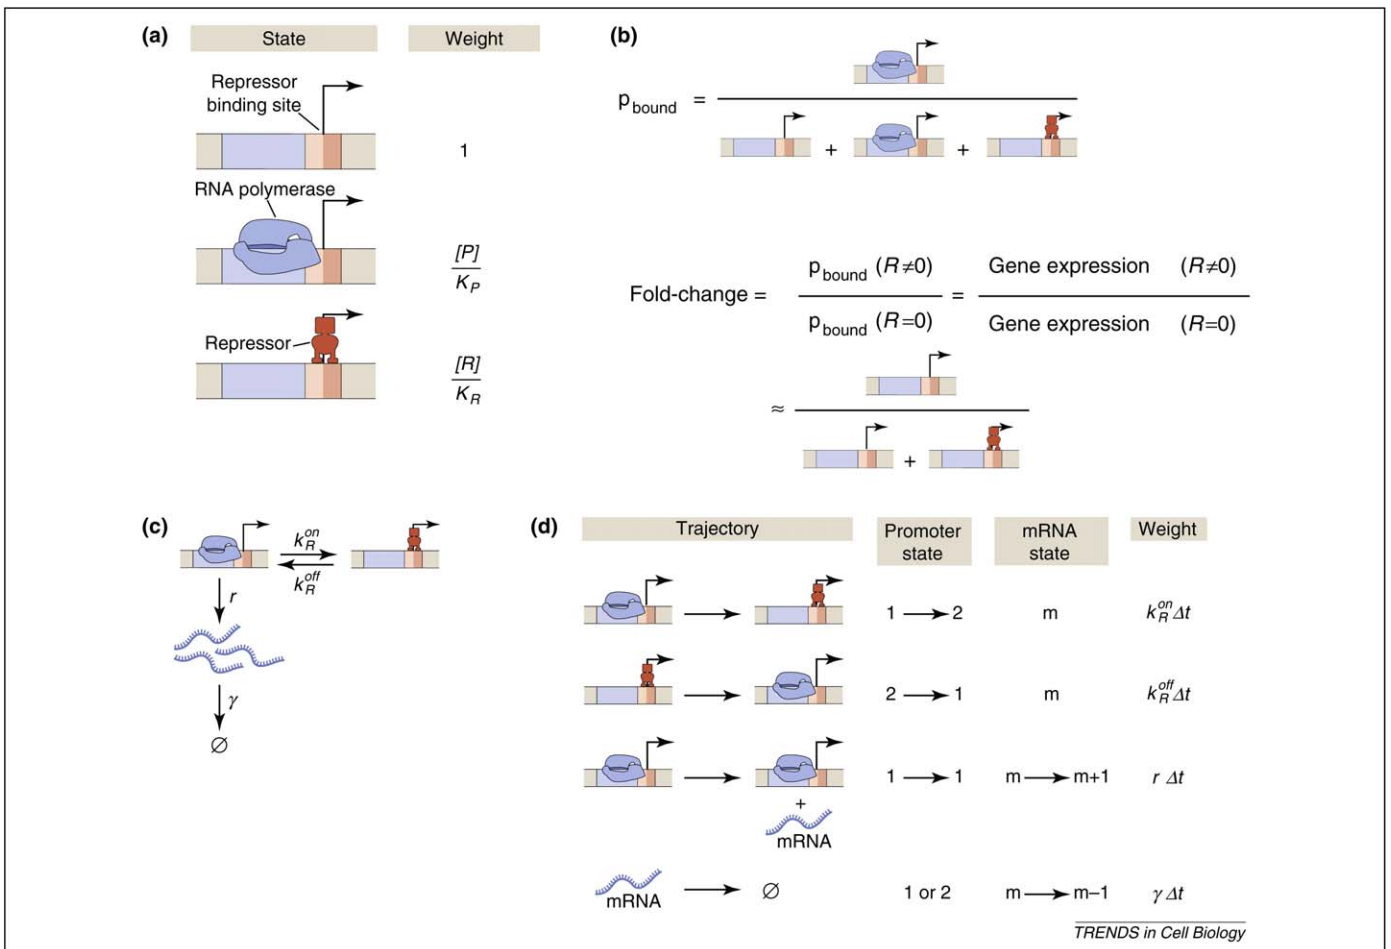 (a)
State Weight
Repressor
binding site
1
RNA polymerase
[P]
K_P
Repressor
[R]
K_R
(b)
p_bound =
+ +
Fold-change = p_bound (R≠0) = Gene expression (R≠0)
p_bound (R=0) Gene expression (R=0)
≈
+
(c)
k_R^on
k_R^off
r
γ
∅
(d)
Trajectory Promoter state mRNA state Weight
1 → 2 m k_R^on Δt
2 → 1 m k_R^off Δt
1 → 1 m → m+1 r Δt
+
mRNA
mRNA → ∅ 1 or 2 m → m–1 γ Δt
TRENDS in Cell Biology